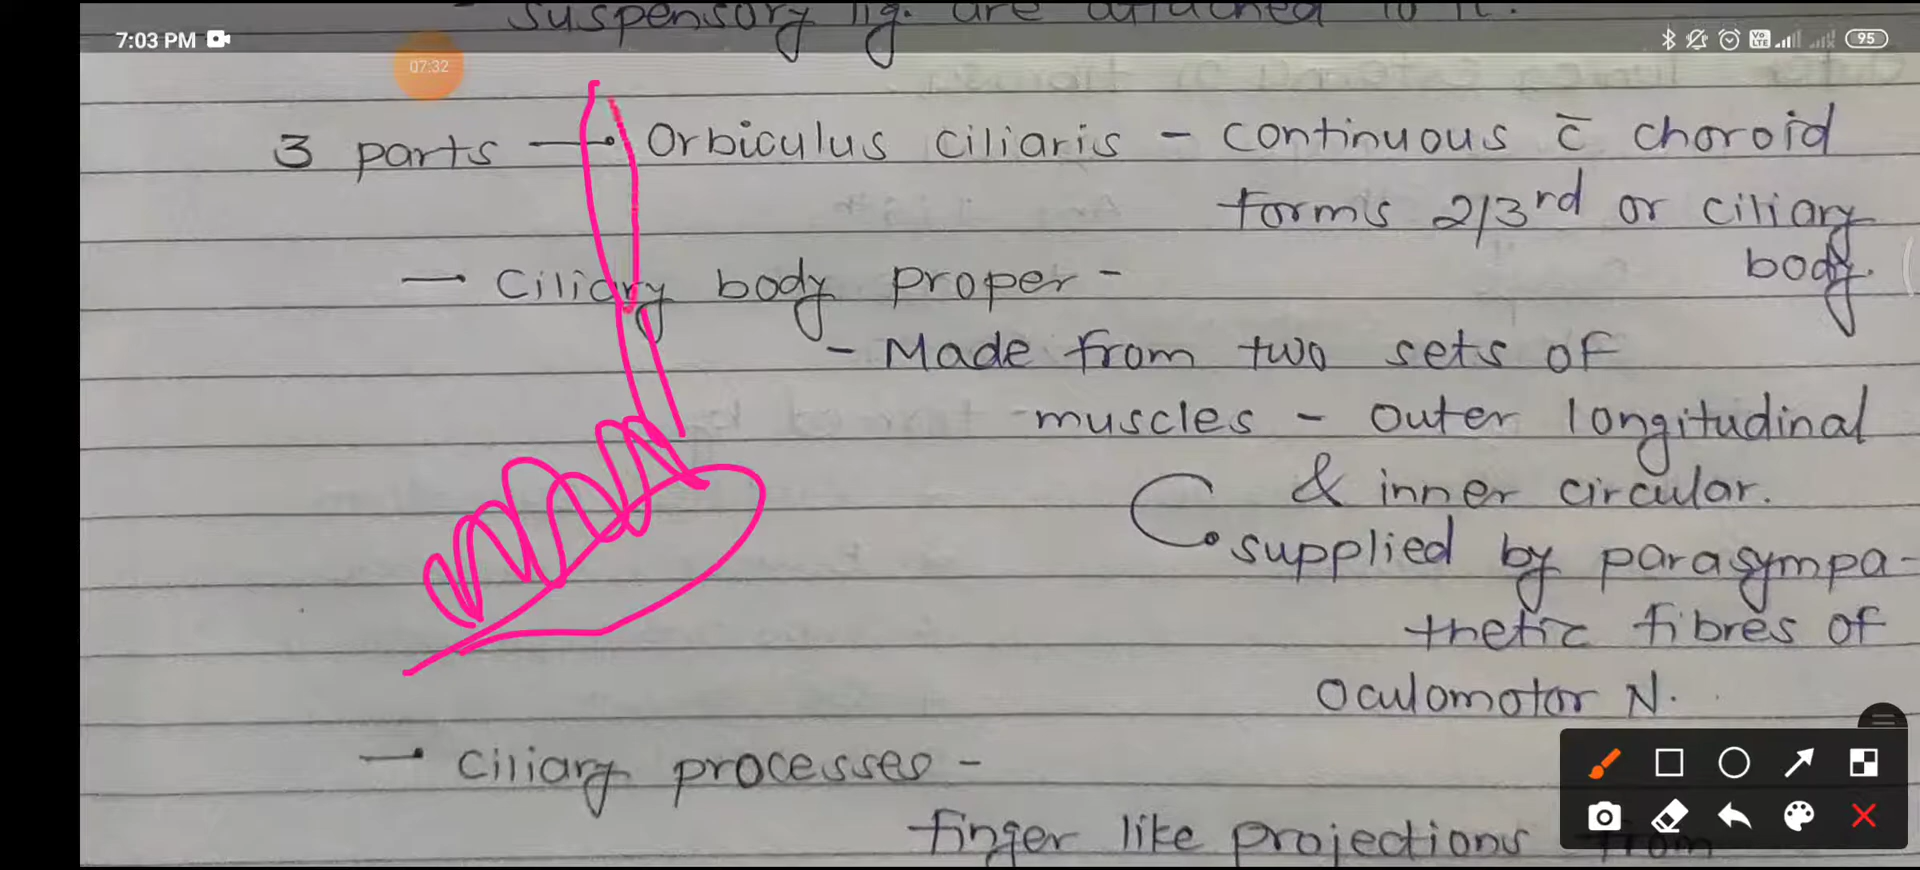 suspensory lig. are attached to it.
7:03 PM
VoLTE
95
07:32
3 parts → Orbiculus ciliaris - continuous c̄ choroid
forms 2/3rd or ciliary
body.
— Ciliary body proper -
- Made from two sets of
muscles - outer longitudinal
& inner circular.
supplied by parasympa-
thetic fibres of
Oculomotor N.
— Ciliary processes -
finger like projections from